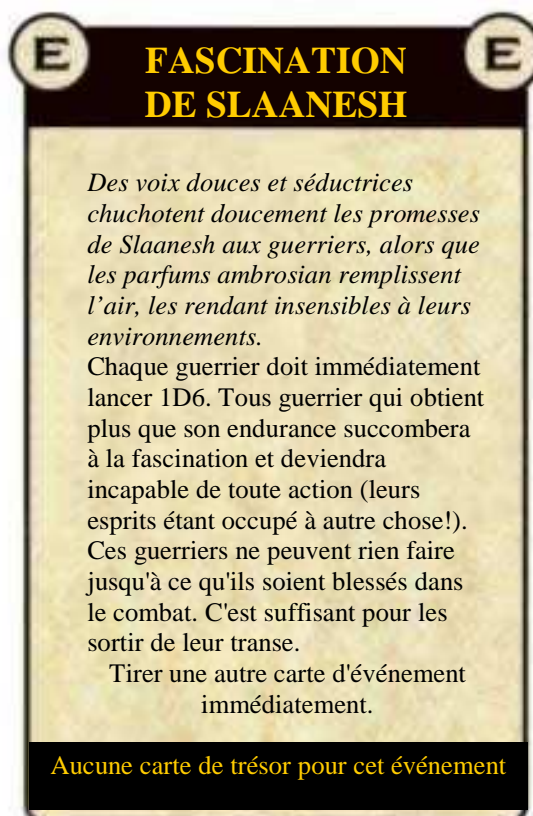 E E
FASCINATION
DE SLAANESH
Des voix douces et séductrices
chuchotent doucement les promesses
de Slaanesh aux guerriers, alors que
les parfums ambrosian remplissent
l'air, les rendant insensibles à leurs
environnements.
Chaque guerrier doit immédiatement
lancer 1D6. Tous guerrier qui obtient
plus que son endurance succombera
à la fascination et deviendra
incapable de toute action (leurs
esprits étant occupé à autre chose!).
Ces guerriers ne peuvent rien faire
jusqu'à ce qu'ils soient blessés dans
le combat. C'est suffisant pour les
sortir de leur transe.
Tirer une autre carte d'événement
immédiatement.
Aucune carte de trésor pour cet événement